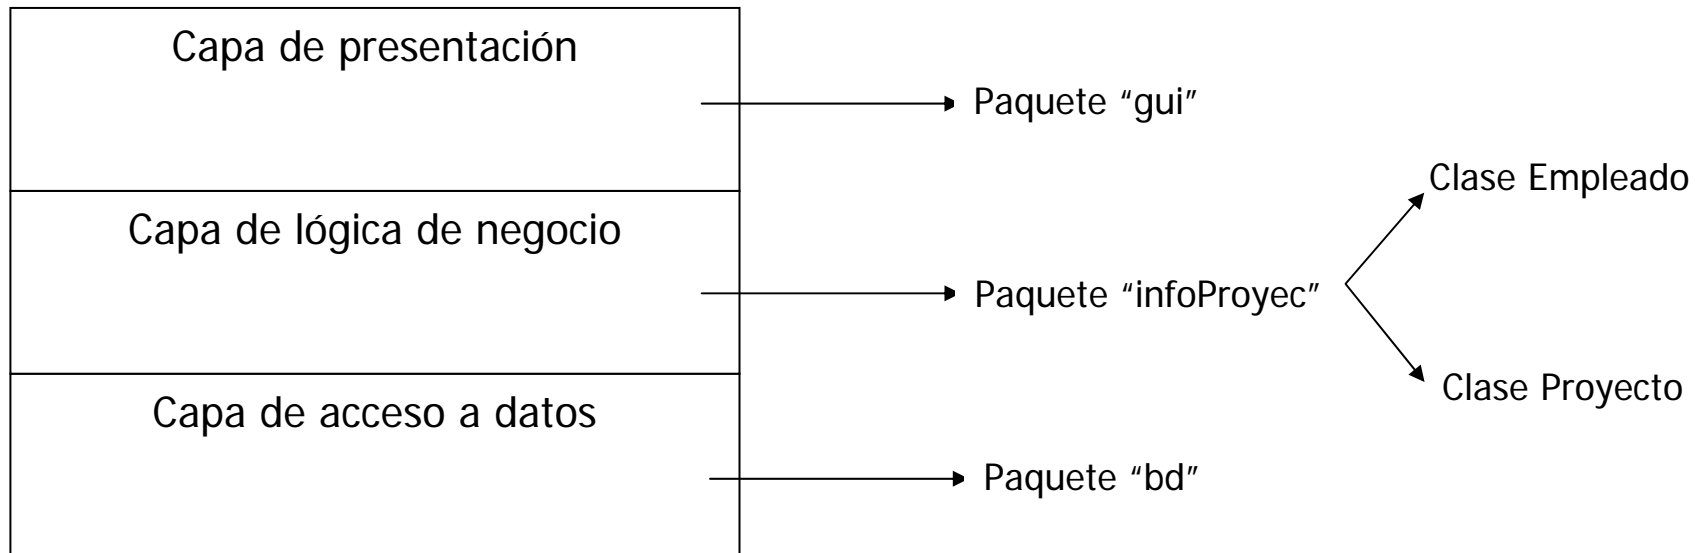 Capa de presentación
Paquete “gui”
Clase Empleado
Capa de lógica de negocio
Paquete “infoProyec”
Clase Proyecto
Capa de acceso a datos
Paquete “bd”